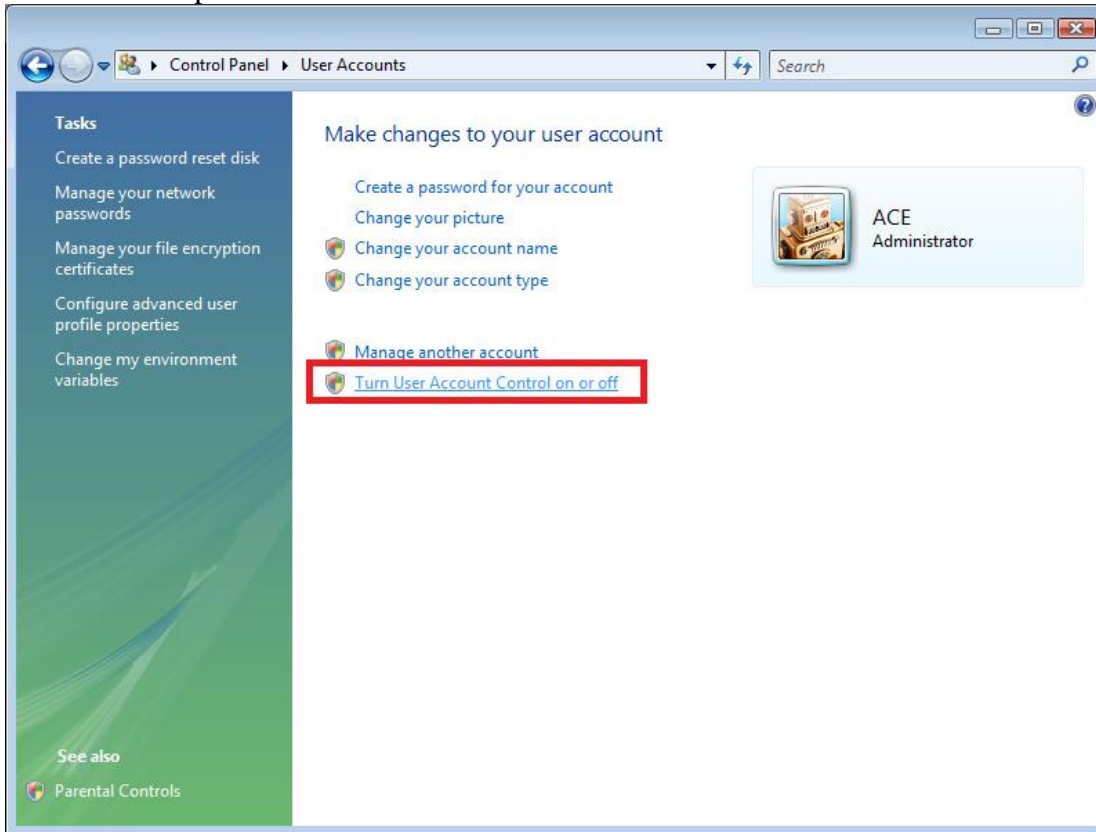 Control Panel ▸ User Accounts
Search
Tasks
Create a password reset disk
Manage your network
passwords
Manage your file encryption
certificates
Configure advanced user
profile properties
Change my environment
variables
See also
Parental Controls
Make changes to your user account
Create a password for your account
Change your picture
Change your account name
Change your account type
Manage another account
Turn User Account Control on or off
ACE
Administrator